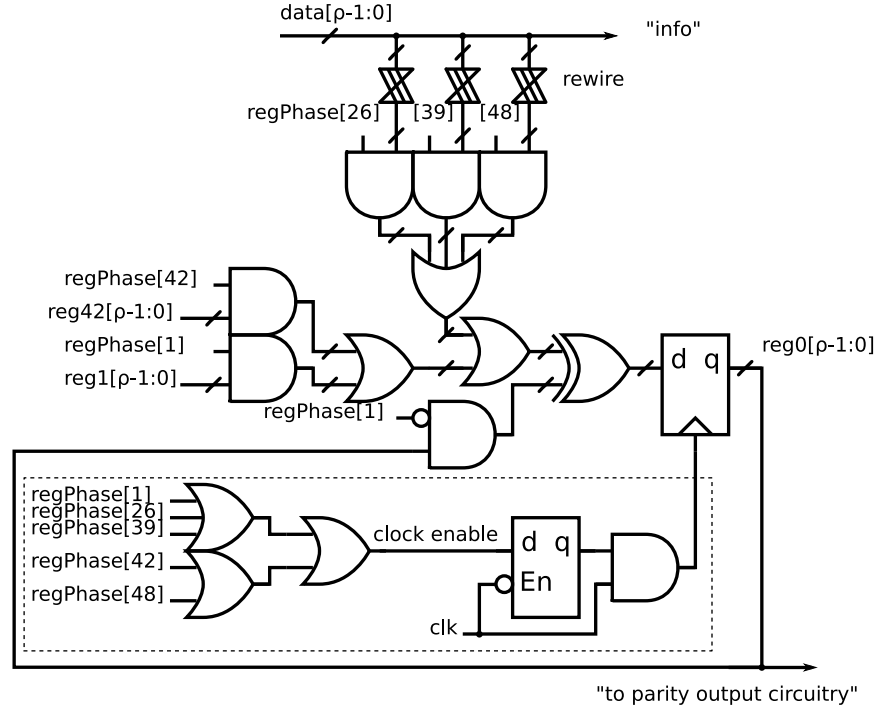 data[ρ-1:0]
"info"
rewire
regPhase[26] [39] [48]
regPhase[42]
reg42[ρ-1:0]
regPhase[1]
reg1[ρ-1:0]
d q
reg0[ρ-1:0]
regPhase[1]
regPhase[1]
regPhase[26]
regPhase[39]
regPhase[42]
regPhase[48]
clock enable
d q
En
clk
"to parity output circuitry"